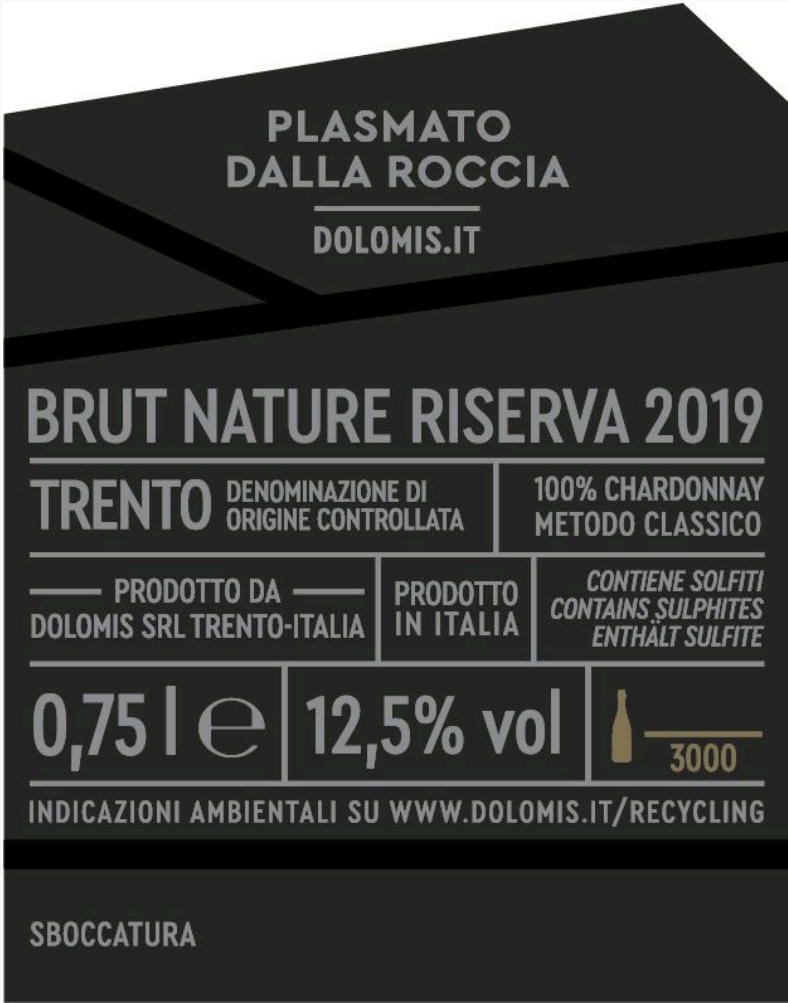 PLASMATO
DALLA ROCCIA
DOLOMIS.IT
BRUT NATURE RISERVA 2019
TRENTO DENOMINAZIONE DI
ORIGINE CONTROLLATA
100% CHARDONNAY
METODO CLASSICO
PRODOTTO DA
DOLOMIS SRL TRENTO-ITALIA
PRODOTTO
IN ITALIA
CONTIENE SOLFITI
CONTAINS SULPHITES
ENTHÄLT SULFITE
0,75 l e
12,5% vol
3000
INDICAZIONI AMBIENTALI SU WWW.DOLOMIS.IT/RECYCLING
SBOCCATURA